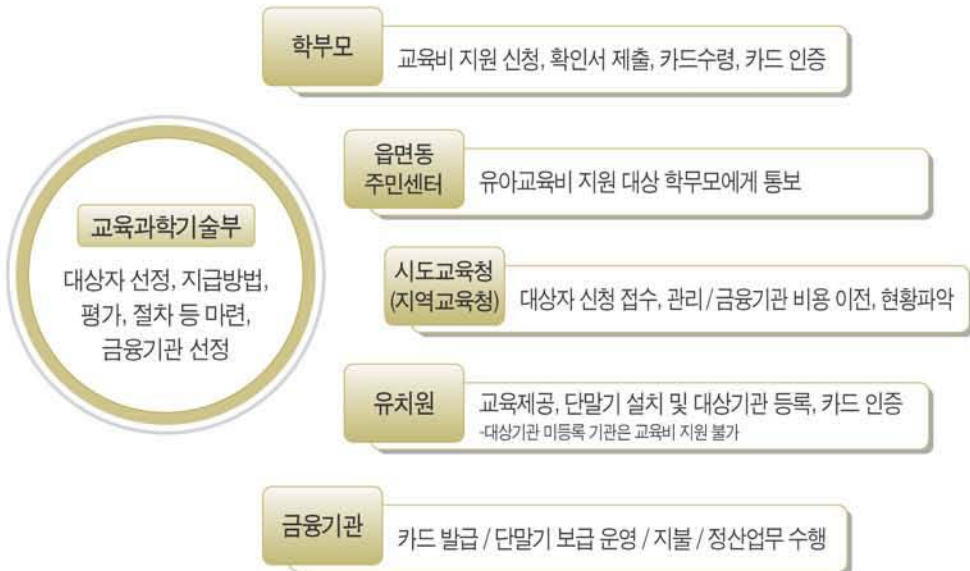 학부모
교육비 지원 신청, 확인서 제출, 카드수령, 카드 인증
읍면동
주민센터
유아교육비 지원 대상 학무모에게 통보
교육과학기술부
대상자 선정, 지급방법,
평가, 절차 등 마련,
금융기관 선정
시도교육청
(지역교육청)
대상자 신청 접수, 관리 / 금융기관 비용 이전, 현황파악
유치원
교육제공, 단말기 설치 및 대상기관 등록, 카드 인증
-대상기관 미등록 기관은 교육비 지원 불가
금융기관
카드 발급 / 단말기 보급 운영 / 지불 / 정산업무 수행